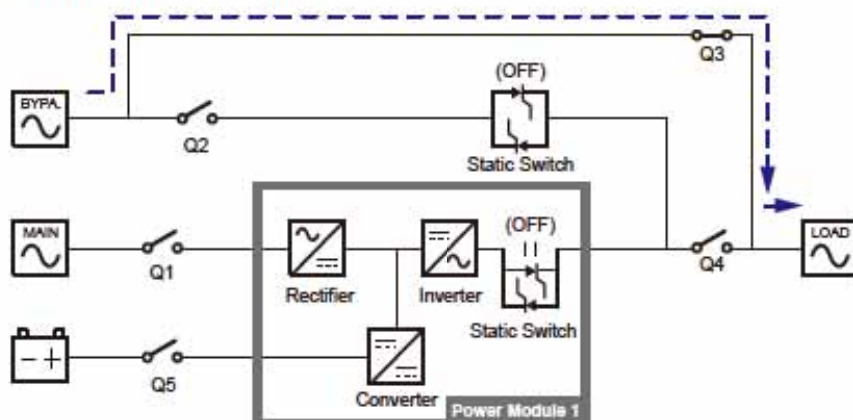 Q3
(OFF)
BYPA.
Q2
Static Switch
MAIN
(OFF)
LOAD
Q1
Q4
Rectifier
Inverter
Static Switch
− +
Q5
Converter
Power Module 1